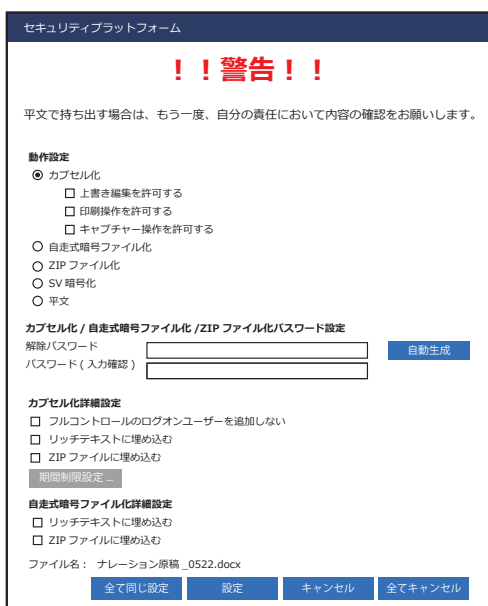 セキュリティプラットフォーム
！！警告！！
平文で持ち出す場合は、もう一度、自分の責任において内容の確認をお願いします。
動作設定
カプセル化
上書き編集を許可する
印刷操作を許可する
キャプチャー操作を許可する
自走式暗号ファイル化
ZIP ファイル化
SV 暗号化
平文
カプセル化 / 自走式暗号ファイル化 /ZIP ファイル化パスワード設定
解除パスワード 自動生成
パスワード ( 入力確認 )
カプセル化詳細設定
フルコントロールのログオンユーザーを追加しない
リッチテキストに埋め込む
ZIP ファイルに埋め込む
期間制限設定 ...
自走式暗号ファイル化詳細設定
リッチテキストに埋め込む
ZIP ファイルに埋め込む
ファイル名： ナレーション原稿 _0522.docx
全て同じ設定 設定 キャンセル 全てキャンセル